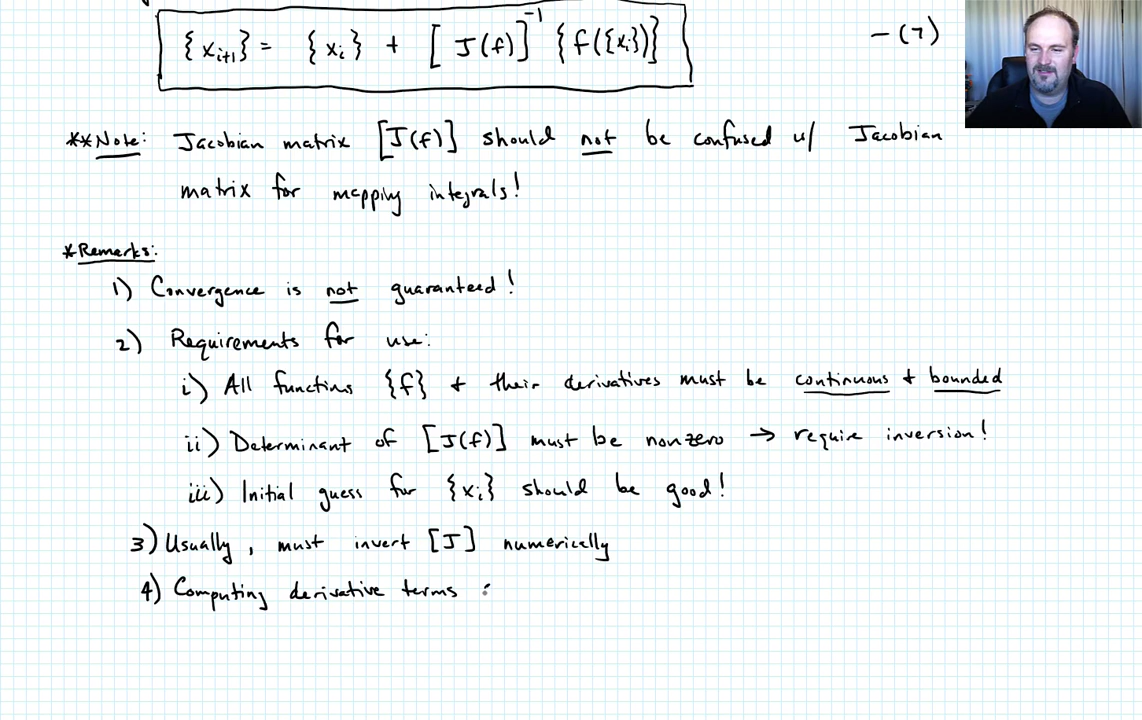 {x_{i+1}} = {x_i} + [J(f)]^{-1} {f({x_i})} - (7)
**Note: Jacobian matrix [J(f)] should not be confused w/ Jacobian
matrix for mapping integrals!
*Remarks:
1) Convergence is not guaranteed!
2) Requirements for use:
i) All functins {f} + their derivatives must be continuous + bounded
ii) Determinant of [J(f)] must be nonzero → require inversion!
iii) Initial guess for {x_i} should be good!
3) Usually, must invert [J] numerically
4) Computing derivative terms